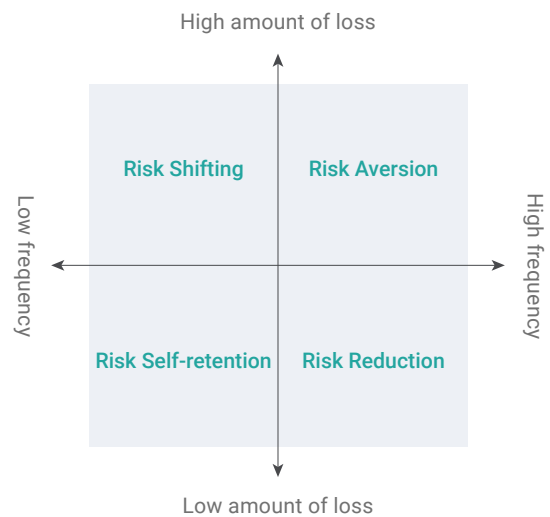 High amount of loss
Risk Shifting
Risk Aversion
Low frequency
High frequency
Risk Self-retention
Risk Reduction
Low amount of loss